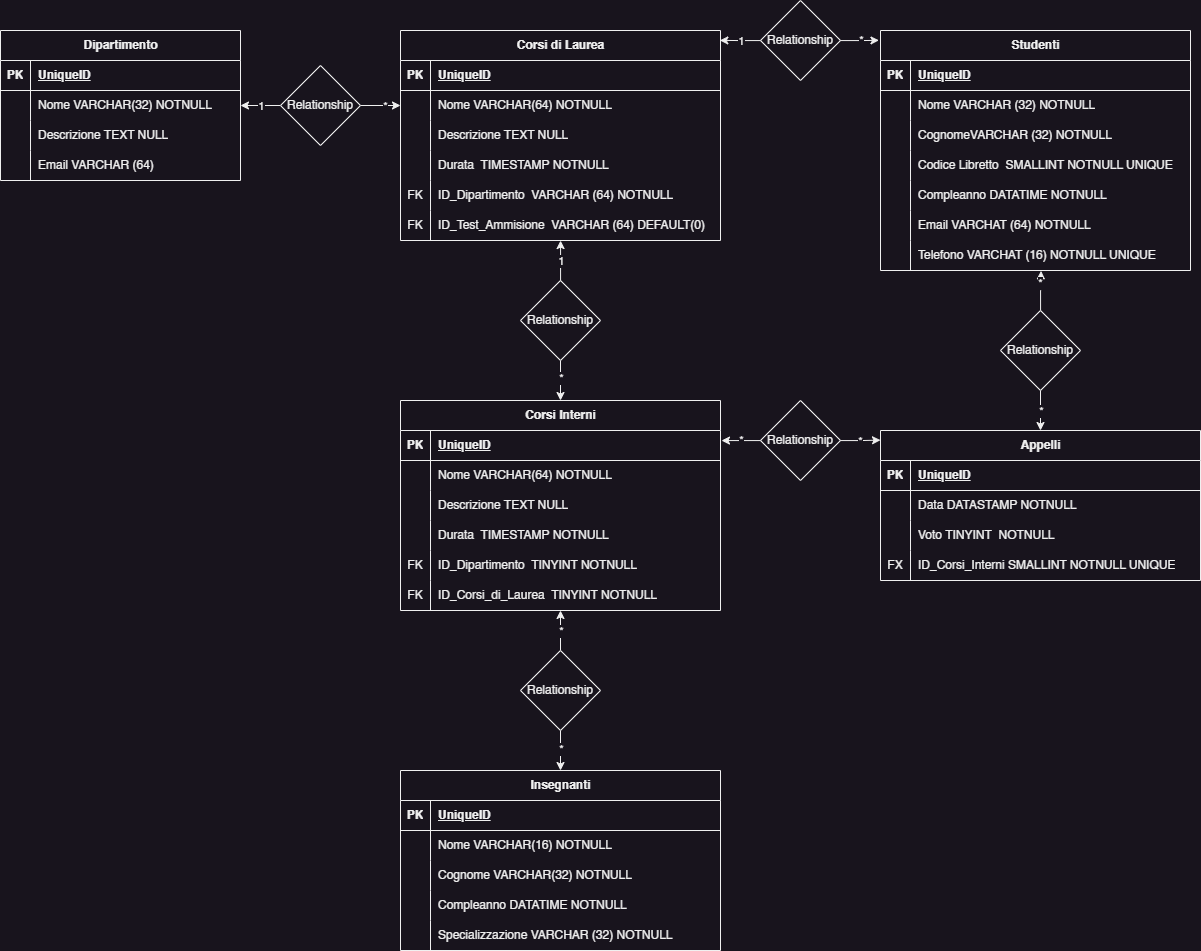 Dipartimento
PK UniqueID
Nome VARCHAR(32) NOTNULL
Descrizione TEXT NULL
Email VARCHAR (64)
1 Relationship *
Corsi di Laurea
PK UniqueID
Nome VARCHAR(64) NOTNULL
Descrizione TEXT NULL
Durata TIMESTAMP NOTNULL
FK ID_Dipartimento VARCHAR (64) NOTNULL
FK ID_Test_Ammisione VARCHAR (64) DEFAULT(0)
1 Relationship *
Studenti
PK UniqueID
Nome VARCHAR (32) NOTNULL
CognomeVARCHAR (32) NOTNULL
Codice Libretto SMALLINT NOTNULL UNIQUE
Compleanno DATATIME NOTNULL
Email VARCHAT (64) NOTNULL
Telefono VARCHAT (16) NOTNULL UNIQUE
1
Relationship
*
*
Relationship
*
Corsi Interni
PK UniqueID
Nome VARCHAR(64) NOTNULL
Descrizione TEXT NULL
Durata TIMESTAMP NOTNULL
FK ID_Dipartimento TINYINT NOTNULL
FK ID_Corsi_di_Laurea TINYINT NOTNULL
* Relationship *
Appelli
PK UniqueID
Data DATASTAMP NOTNULL
Voto TINYINT NOTNULL
FX ID_Corsi_Interni SMALLINT NOTNULL UNIQUE
*
Relationship
*
Insegnanti
PK UniqueID
Nome VARCHAR(16) NOTNULL
Cognome VARCHAR(32) NOTNULL
Compleanno DATATIME NOTNULL
Specializzazione VARCHAR (32) NOTNULL